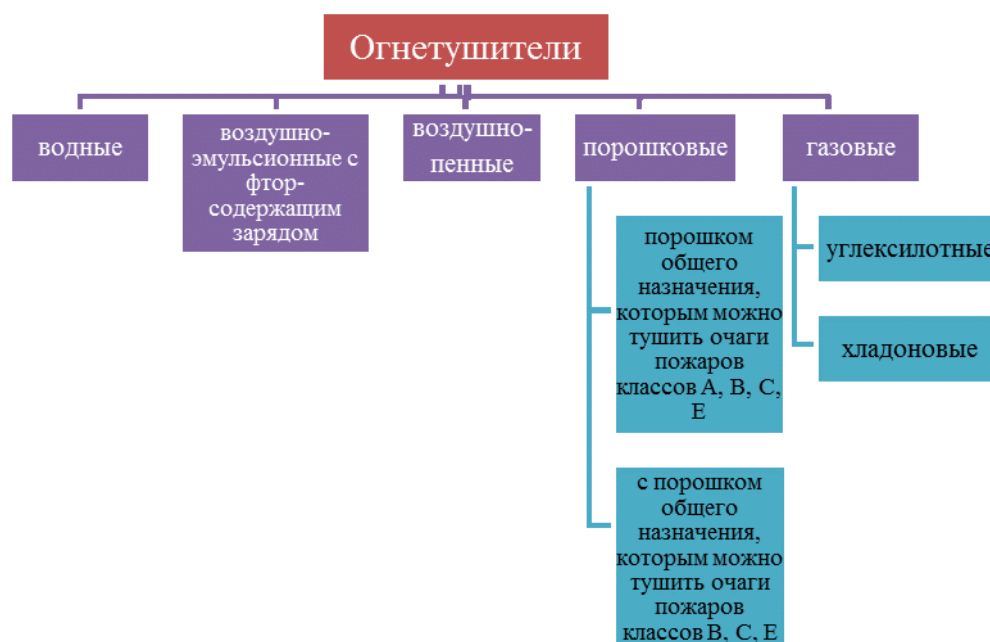 Огнетушители
водные
воздушно-
эмульсионные с
фтор-
содержащим
зарядом
воздушно-
пенные
порошковые
газовые
порошком
общего
назначения,
которым можно
тушить очаги
пожаров
классов А, В, С,
Е
с порошком
общего
назначения,
которым можно
тушить очаги
пожаров
классов В, С, Е
углексилотные
хладоновые